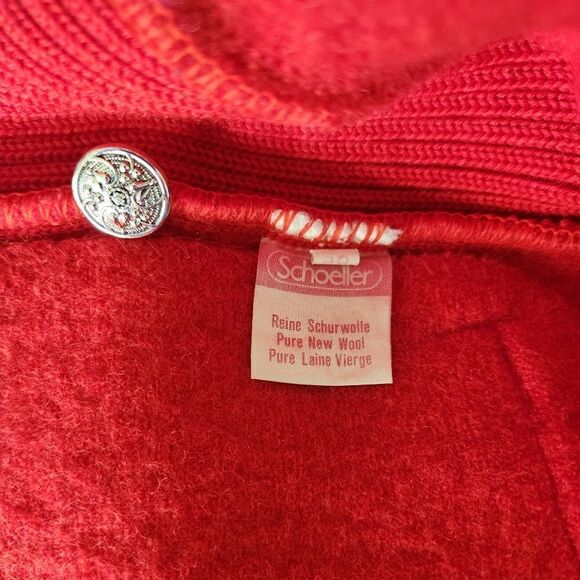 Schoeller
Reine Schurwolle
Pure New Wool
Pure Laine Vierge